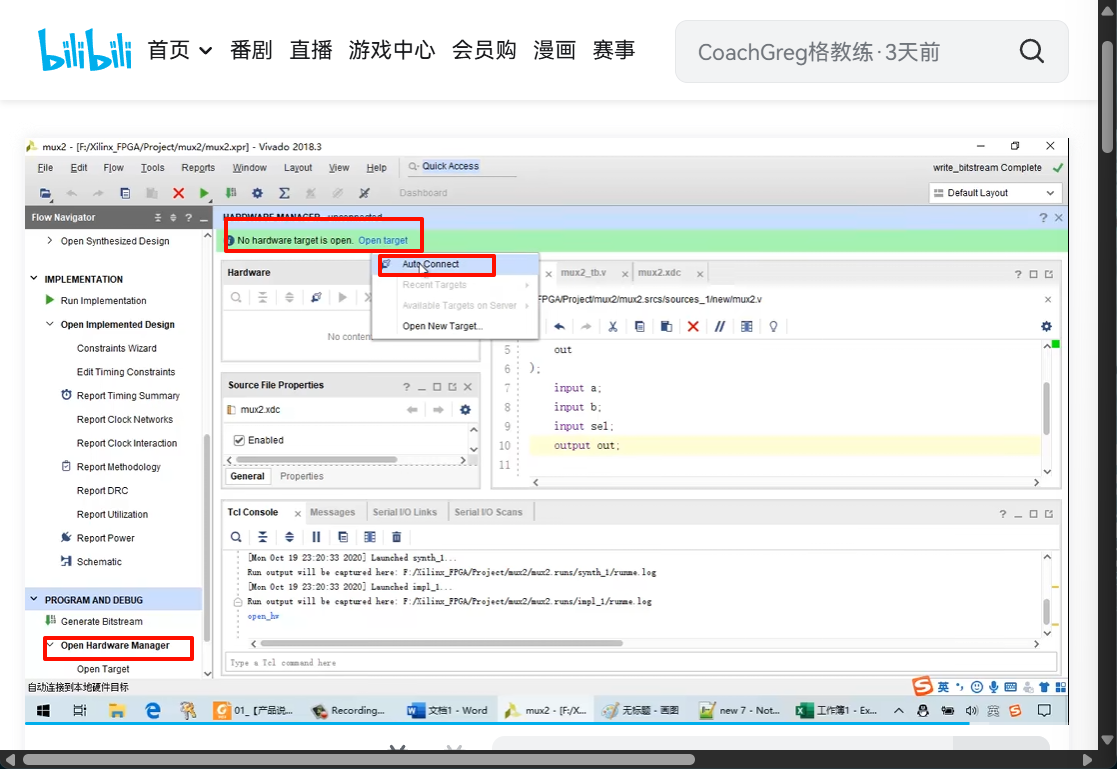 bilibili 首页 番剧 直播 游戏中心 会员购 漫画 赛事 CoachGreg格教练·3天前
mux2 - [F:/Xilinx_FPGA/Project/mux2/mux2.xpr] - Vivado 2018.3
File Edit Flow Tools Reports Window Layout View Help Quick Access write_bitstream Complete
Dashboard Default Layout
Flow Navigator HARDWARE MANAGER - unconnected
No hardware target is open. Open target
Open Synthesized Design
IMPLEMENTATION
Run Implementation
Open Implemented Design
Constraints Wizard
Edit Timing Constraints
Report Timing Summary
Report Clock Networks
Report Clock Interaction
Report Methodology
Report DRC
Report Utilization
Report Power
Schematic
PROGRAM AND DEBUG
Generate Bitstream
Open Hardware Manager
Open Target
Hardware
No conten
Auto Connect
Recent Targets
Available Targets on Server
Open New Target...
Source File Properties
mux2.xdc
Enabled
General Properties
mux2_tb.v mux2.xdc
FPGA/Project/mux2/mux2.srcs/sources_1/new/mux2.v
5 out
6 );
7 input a;
8 input b;
9 input sel;
10 output out;
11
Tcl Console Messages Serial I/O Links Serial I/O Scans
[Mon Oct 19 23:20:33 2020] Launched synth_1...
Run output will be captured here: F:/Xilinx_FPGA/Project/mux2/mux2.runs/synth_1/runme.log
[Mon Oct 19 23:20:33 2020] Launched impl_1...
Run output will be captured here: F:/Xilinx_FPGA/Project/mux2/mux2.runs/impl_1/runme.log
open_hw
Type a Tcl command here
自动连接到本地硬件目标
英
01_【产品说... Recording... 文档1 - Word mux2 - [F:/X... 无标题 - 画图 new 7 - Not... 工作簿1 - Ex... 英